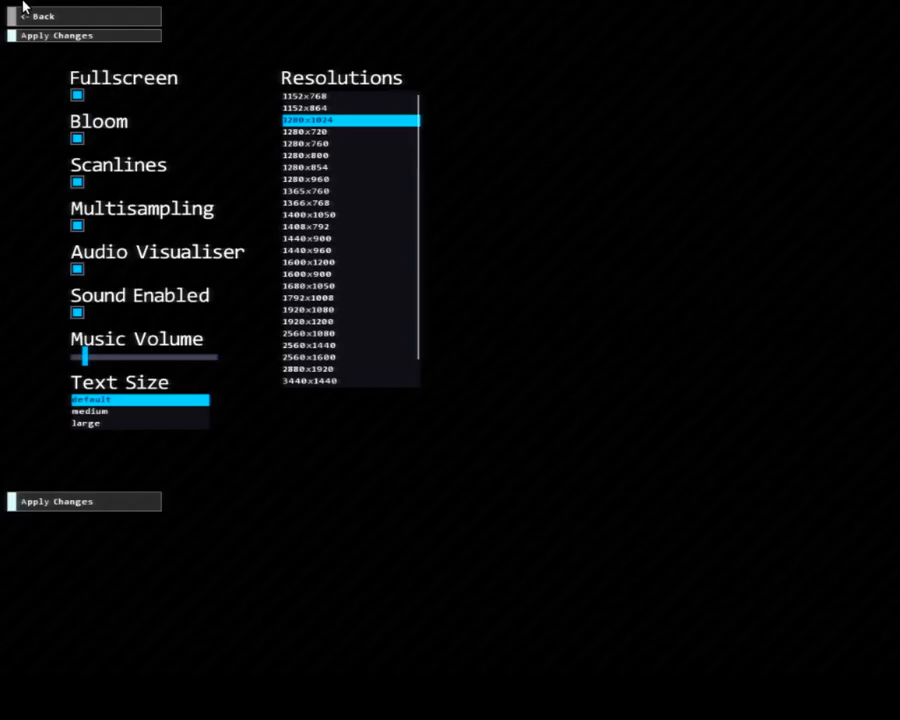 <- Back
Apply Changes
Fullscreen
Bloom
Scanlines
Multisampling
Audio Visualiser
Sound Enabled
Music Volume
Text Size
default
medium
large
Resolutions
1152x768
1152x864
1280x1024
1280x720
1280x760
1280x800
1280x854
1280x960
1365x760
1366x768
1400x1050
1408x792
1440x900
1440x960
1600x1200
1600x900
1680x1050
1792x1008
1920x1080
1920x1200
2560x1080
2560x1440
2560x1600
2880x1920
3440x1440
Apply Changes